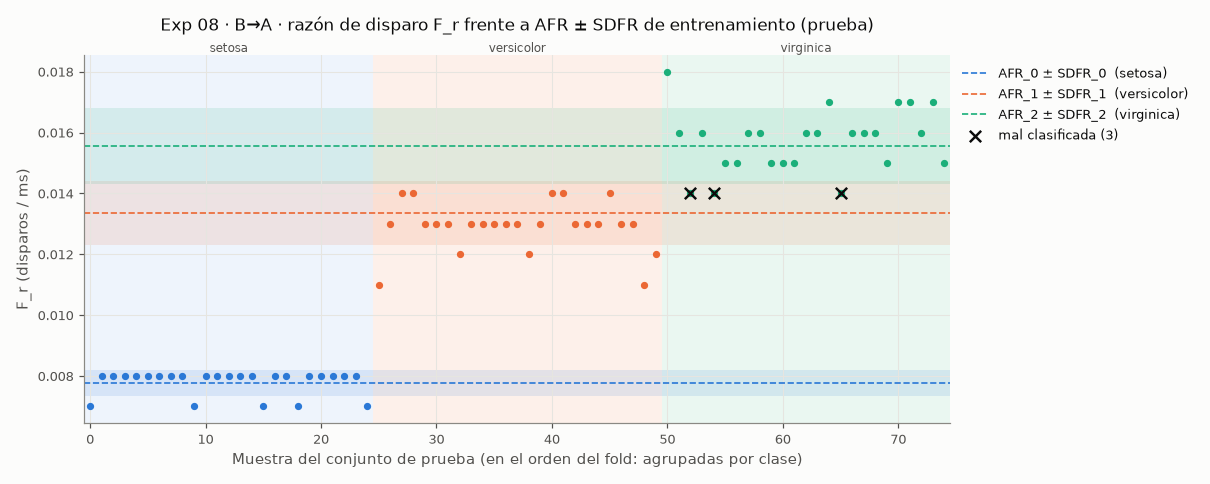 Exp 08 · B→A · razón de disparo F_r frente a AFR ± SDFR de entrenamiento (prueba)
setosa
versicolor
virginica
AFR_0 ± SDFR_0 (setosa)
AFR_1 ± SDFR_1 (versicolor)
AFR_2 ± SDFR_2 (virginica)
mal clasificada (3)
F_r (disparos / ms)
0.018
0.016
0.014
0.012
0.010
0.008
0
10
20
30
40
50
60
70
Muestra del conjunto de prueba (en el orden del fold: agrupadas por clase)